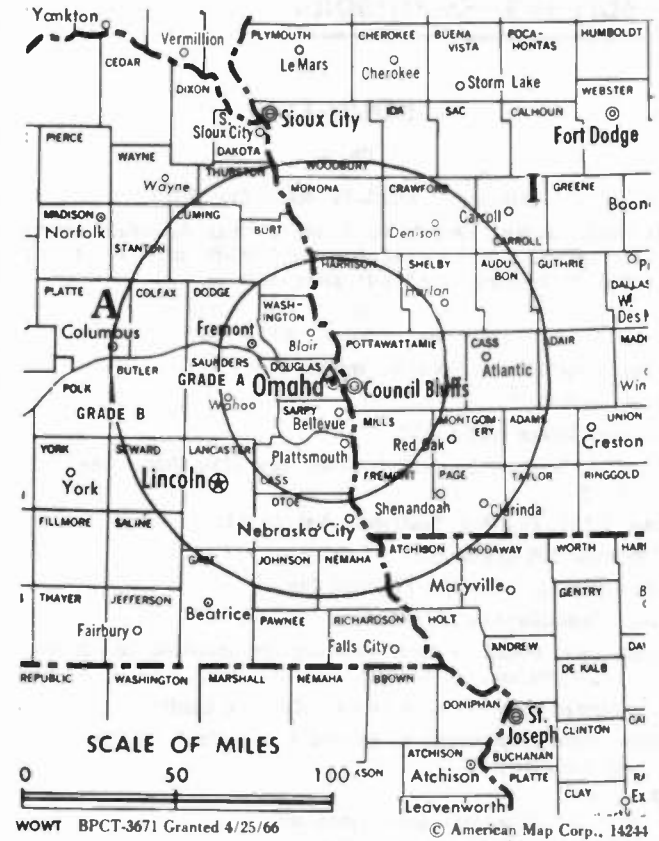 Yankton
Vermillion
PLYMOUTH
CHEROKEE
BUENA VISTA
POCA-HONTAS
HUMBOLDT
CEDAR
Le Mars
Cherokee
Storm Lake
DIXON
IDA
SAC
CALHOUN
WEBSTER
S.
Sioux City
Sioux City
Fort Dodge
PIERCE
DAKOTA
WAYNE
THURSTON
WOODBURY
Wayne
MONONA
CRAWFORD
I
GREENE
MADISON
CUMING
Carroll
Boon
Norfolk
BURT
Denison
STANTON
CARROLL
HARRISON
SHELBY
AUDU BON
GUTHRIE
PLATTE
COLFAX
DODGE
Harlan
DALLAS
A
WASH-INGTON
W.
Des M
Columbus
Fremont
Blair
POTTAWATTAMIE
CASS
ADAIR
MADI
BUTLER
SAUNDERS
DOUGLAS
Atlantic
POLK
GRADE A
Omaha
Council Bluffs
Win
GRADE B
Wahoo
SARPY
Bellevue
MILLS
MONTGOM-ERY
ADAMS
UNION
Red Oak
Creston
YORK
SEWARD
LANCASTER
Plattsmouth
York
Lincoln
CASS
FREMONT
PAGE
TAYLOR
RINGGOLD
OTOE
Shenandoah
Clarinda
FILLMORE
SALINE
Nebraska City
GAGE
JOHNSON
NEMAHA
ATCHISON
NODAWAY
WORTH
HARI
THAYER
JEFFERSON
Maryville
GENTRY
Beatrice
PAWNEE
RICHARDSON
HOLT
Fairbury
Falls City
ANDREW
DAV
REPUBLIC
WASHINGTON
MARSHALL
NEMAHA
BROWN
DE KALB
DONIPHAN
St. Joseph
CLINTON
SCALE OF MILES
BUCHANAN
0 50 100
ATCHISON
Atchison
PLATTE
CLAY
Ex
Leavenworth
WOWT BPCT-3671 Granted 4/25/66
© American Map Corp., 14244